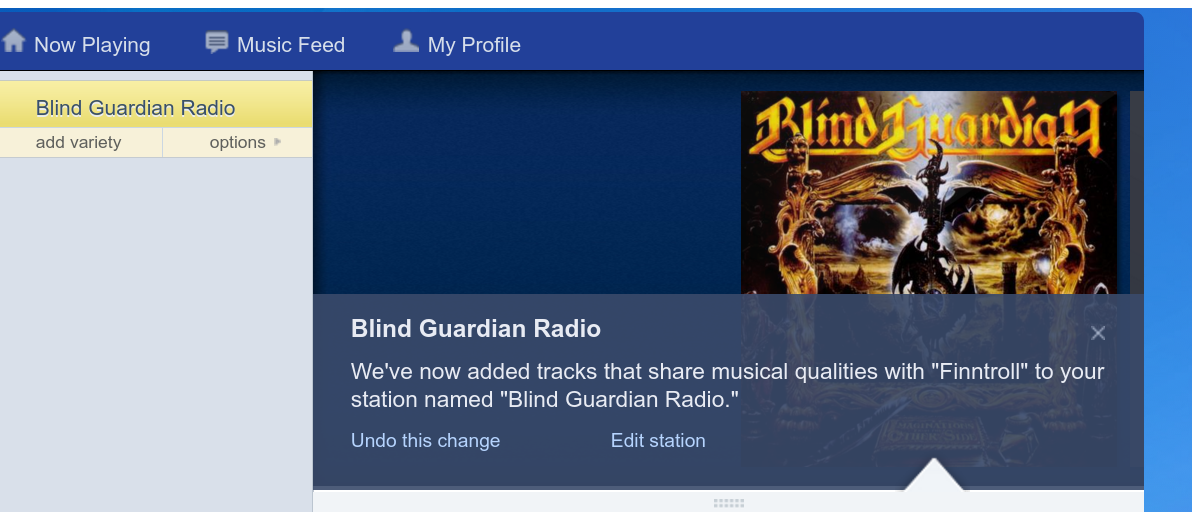 Now Playing
Music Feed
My Profile
Blind Guardian Radio
add variety
options
Blind Guardian
Blind Guardian Radio
We've now added tracks that share musical qualities with "Finntroll" to your
station named "Blind Guardian Radio."
Undo this change
Edit station